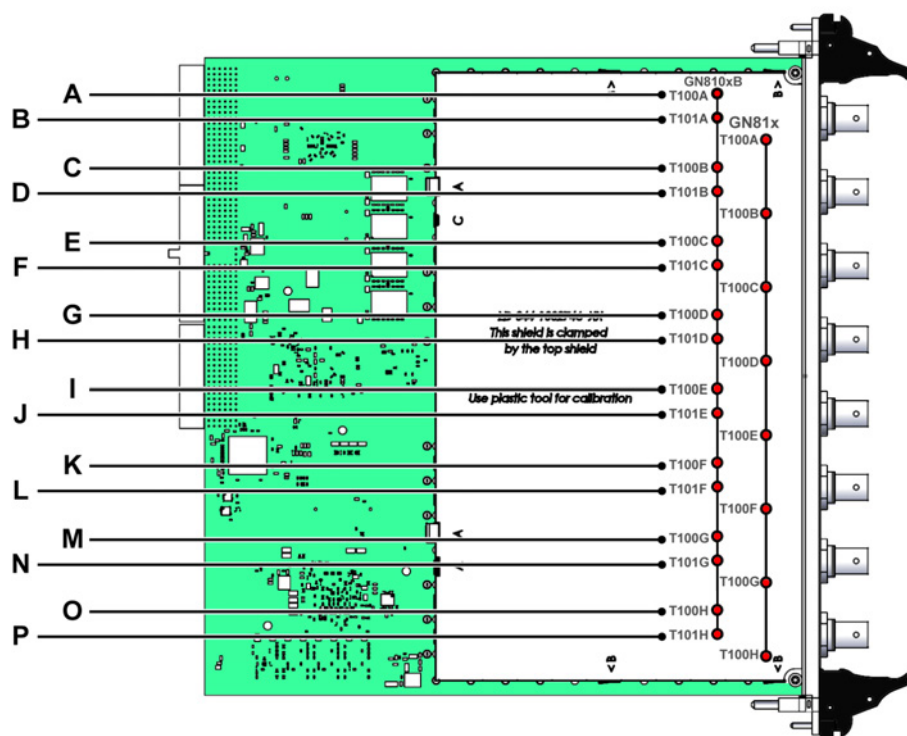 GN810xB
A T100A
B T101A
GN81x
T100A
C T100B
D T101B
T100B
E T100C
F T101C
T100C
G T100D
H T101D
This shield is clamped
by the top shield
T100D
I T100E
J T101E
Use plastic tool for calibration
T100E
K T100F
L T101F
T100F
M T100G
N T101G
T100G
O T100H
P T101H
T100H
A
C
A
B>
<B
<B